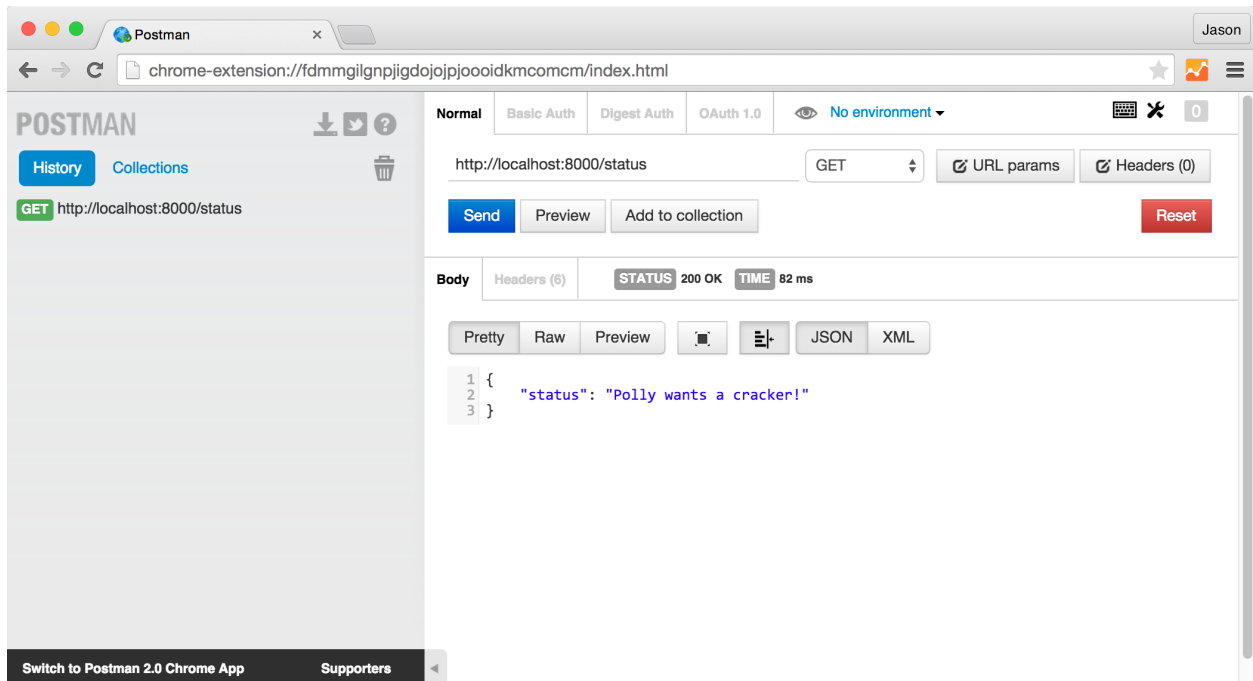 Postman
Jason
chrome-extension://fdmmgilgnpjigdojojpjoooidkmcomcm/index.html
POSTMAN
History
Collections
GET http://localhost:8000/status
Switch to Postman 2.0 Chrome App
Supporters
Normal
Basic Auth
Digest Auth
OAuth 1.0
No environment
0
http://localhost:8000/status
GET
URL params
Headers (0)
Send
Preview
Add to collection
Reset
Body
Headers (6)
STATUS 200 OK TIME 82 ms
Pretty
Raw
Preview
JSON
XML
1 {
2 "status": "Polly wants a cracker!"
3 }